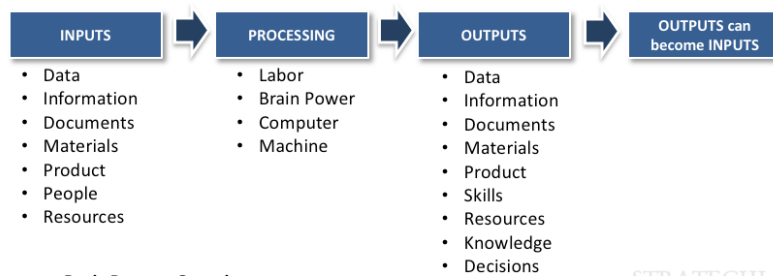 INPUTS
PROCESSING
OUTPUTS
OUTPUTS can
become INPUTS
• Data
• Information
• Documents
• Materials
• Product
• People
• Resources
• Labor
• Brain Power
• Computer
• Machine
• Data
• Information
• Documents
• Materials
• Product
• Skills
• Resources
• Knowledge
• Decisions